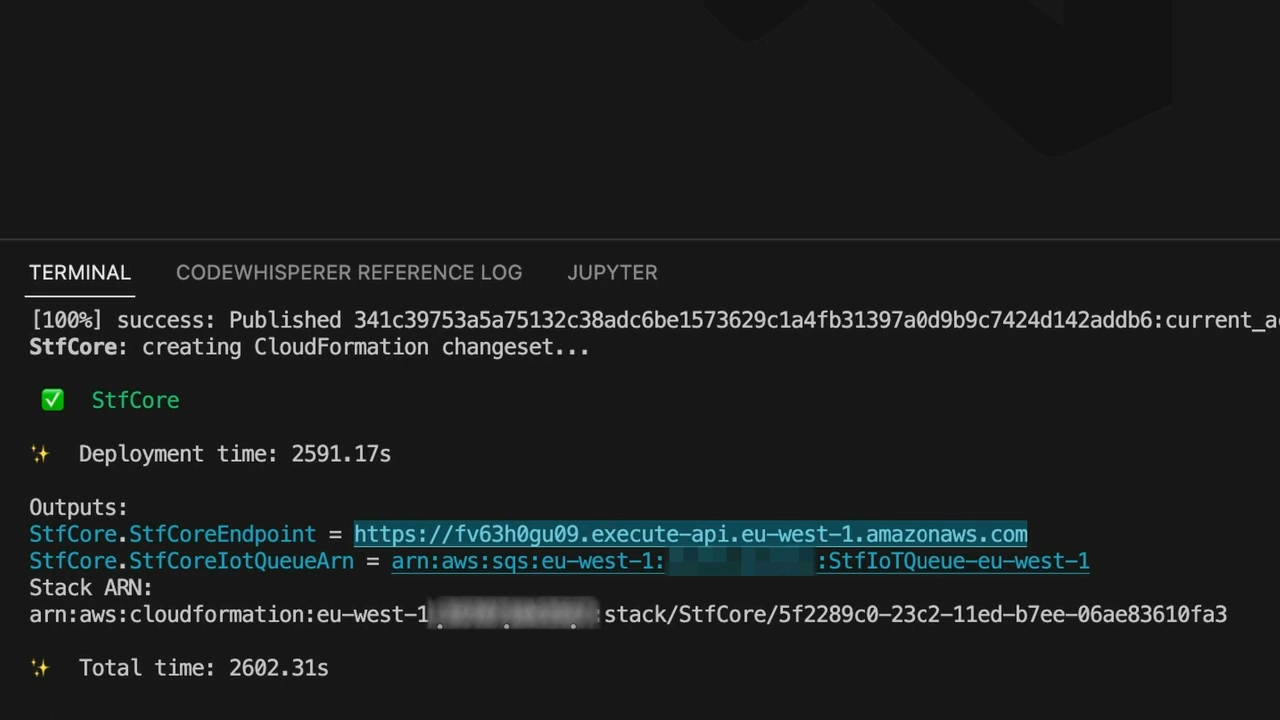 TERMINAL CODEWHISPERER REFERENCE LOG JUPYTER
[100%] success: Published 341c39753a5a75132c38adc6be1573629c1a4fb31397a0d9b9c7424d142addb6:current_a
StfCore: creating CloudFormation changeset...
✅ StfCore
✨ Deployment time: 2591.17s
Outputs:
StfCore.StfCoreEndpoint = https://fv63h0gu09.execute-api.eu-west-1.amazonaws.com
StfCore.StfCoreIotQueueArn = arn:aws:sqs:eu-west-1: :StfIoTQueue-eu-west-1
Stack ARN:
arn:aws:cloudformation:eu-west-1 :stack/StfCore/5f2289c0-23c2-11ed-b7ee-06ae83610fa3
✨ Total time: 2602.31s